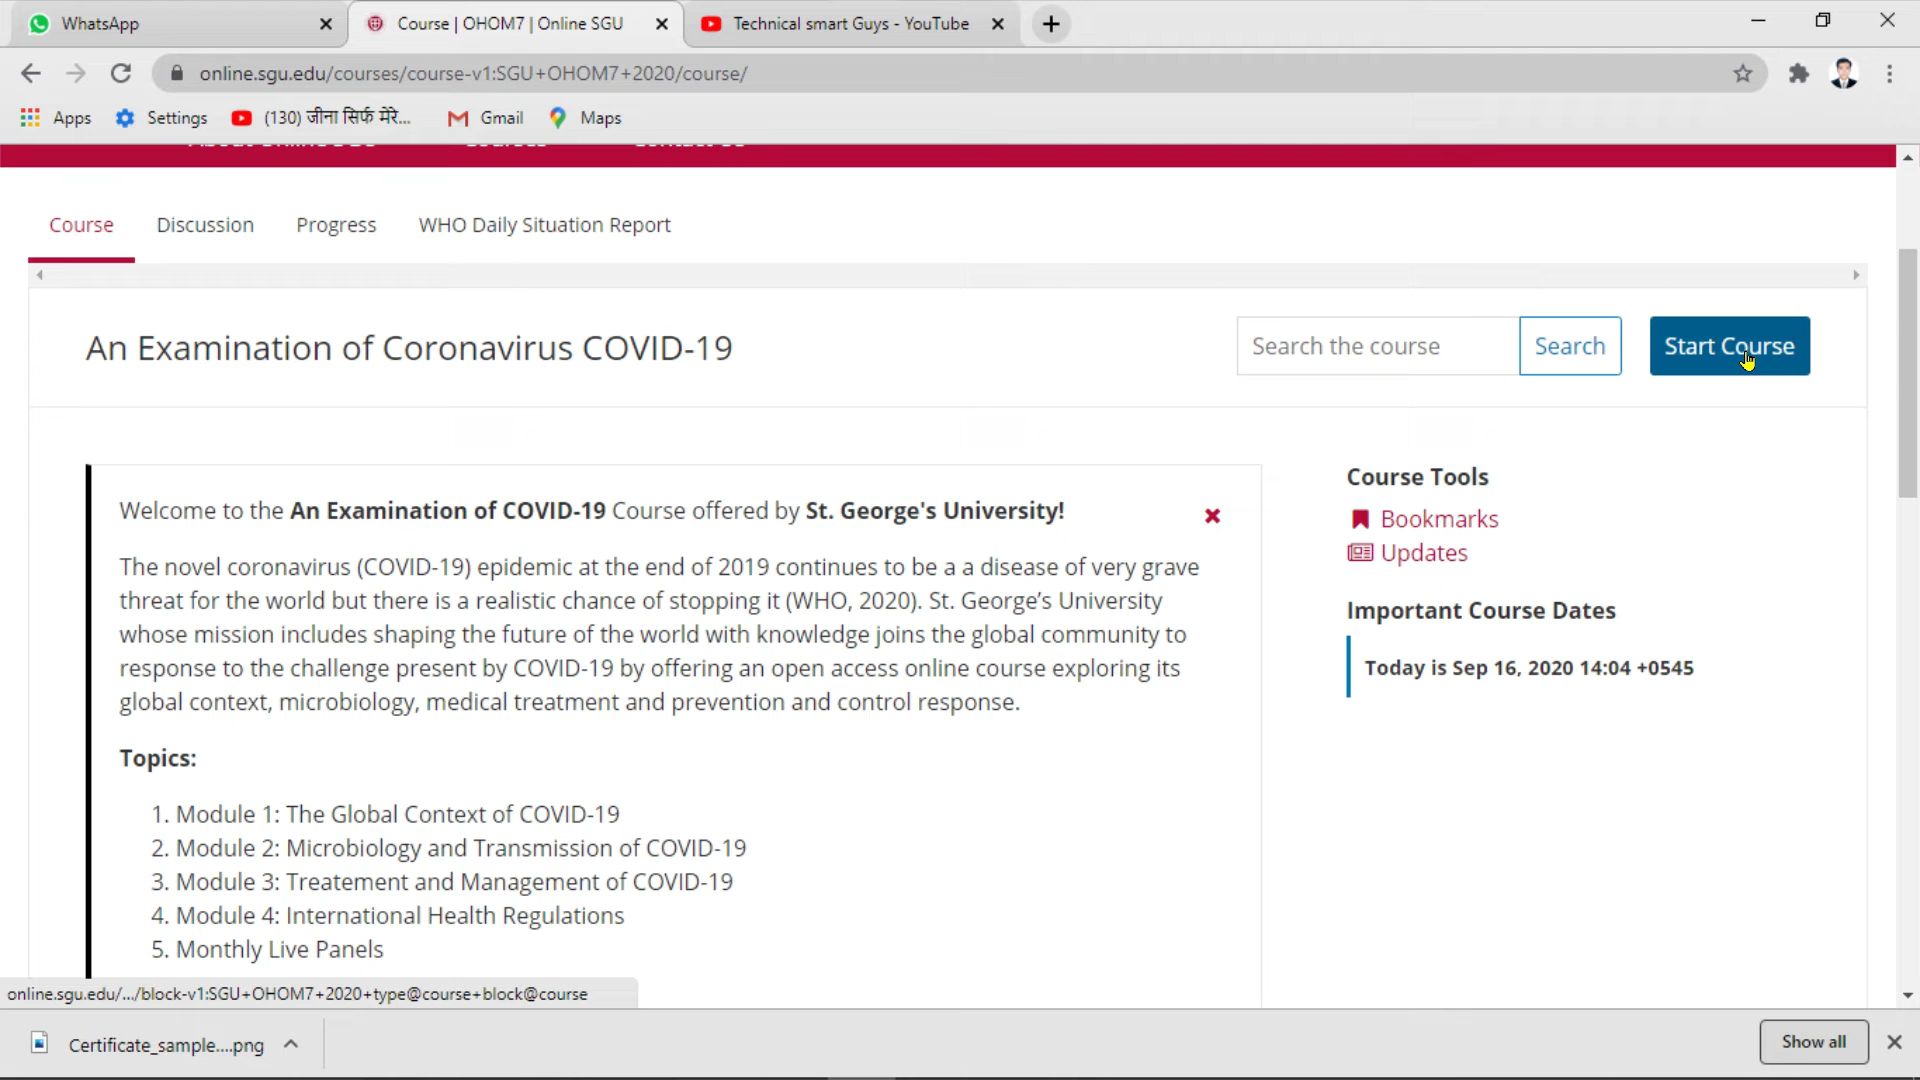 WhatsApp
Course | OHOM7 | Online SGU
Technical smart Guys - YouTube
online.sgu.edu/courses/course-v1:SGU+OHOM7+2020/course/
Apps
Settings
(130) जीना सिर्फ मेरे...
Gmail
Maps
About Online SGU
Courses
Contact Us
Course
Discussion
Progress
WHO Daily Situation Report
An Examination of Coronavirus COVID-19
Search the course
Search
Start Course
Welcome to the An Examination of COVID-19 Course offered by St. George's University!
The novel coronavirus (COVID-19) epidemic at the end of 2019 continues to be a a disease of very grave
threat for the world but there is a realistic chance of stopping it (WHO, 2020). St. George’s University
whose mission includes shaping the future of the world with knowledge joins the global community to
response to the challenge present by COVID-19 by offering an open access online course exploring its
global context, microbiology, medical treatment and prevention and control response.
Topics:
1. Module 1: The Global Context of COVID-19
2. Module 2: Microbiology and Transmission of COVID-19
3. Module 3: Treatement and Management of COVID-19
4. Module 4: International Health Regulations
5. Monthly Live Panels
Course Tools
Bookmarks
Updates
Important Course Dates
Today is Sep 16, 2020 14:04 +0545
online.sgu.edu/.../block-v1:SGU+OHOM7+2020+type@course+block@course
Certificate_sample....png
Show all